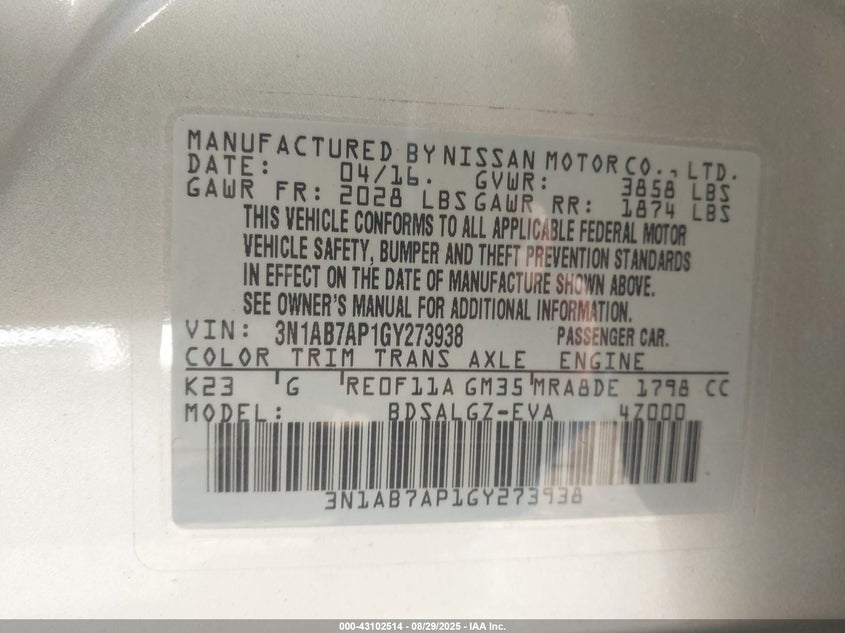 MANUFACTURED BY NISSAN MOTOR CO., LTD.
DATE: 04/16. GVWR: 3858 LBS
GAWR FR: 2028 LBS GAWR RR: 1874 LBS
THIS VEHICLE CONFORMS TO ALL APPLICABLE FEDERAL MOTOR
VEHICLE SAFETY, BUMPER AND THEFT PREVENTION STANDARDS
IN EFFECT ON THE DATE OF MANUFACTURE SHOWN ABOVE.
SEE OWNER'S MANUAL FOR ADDITIONAL INFORMATION.
VIN: 3N1AB7AP1GY273938 PASSENGER CAR.
COLOR TRIM TRANS AXLE ENGINE
K23 G RE0F11A GM35 MRA8DE 1798 CC
MODEL: BDSALGZ-EVA 4Z000
3N1AB7AP1GY273938
000-43102514 - 08/29/2025 - IAA Inc.